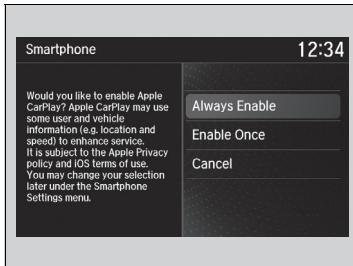 Smartphone
12:34
Would you like to enable Apple
CarPlay? Apple CarPlay may use
some user and vehicle
information (e.g. location and
speed) to enhance service.
It is subject to the Apple Privacy
policy and iOS terms of use.
You may change your selection
later under the Smartphone
Settings menu.
Always Enable
Enable Once
Cancel